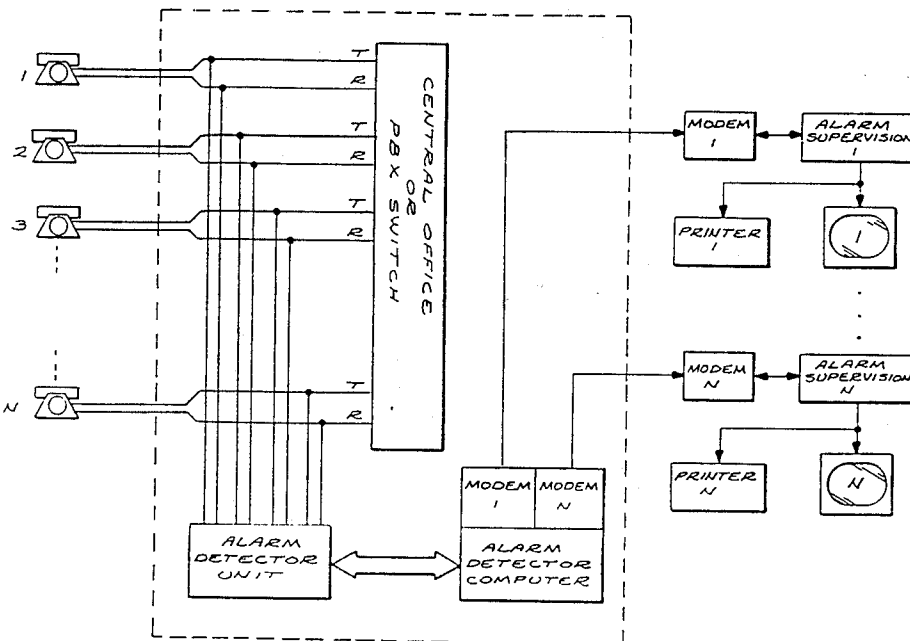 1
T
R
2
T
R
3
T
R
N
T
R
CENTRAL OFFICE
OR
PBX SWITCH
MODEM
1
ALARM
SUPERVISION
1
PRINTER
1
1
MODEM
N
ALARM
SUPERVISION
N
PRINTER
N
N
MODEM
1
MODEM
N
ALARM
DETECTOR
UNIT
ALARM
DETECTOR
COMPUTER